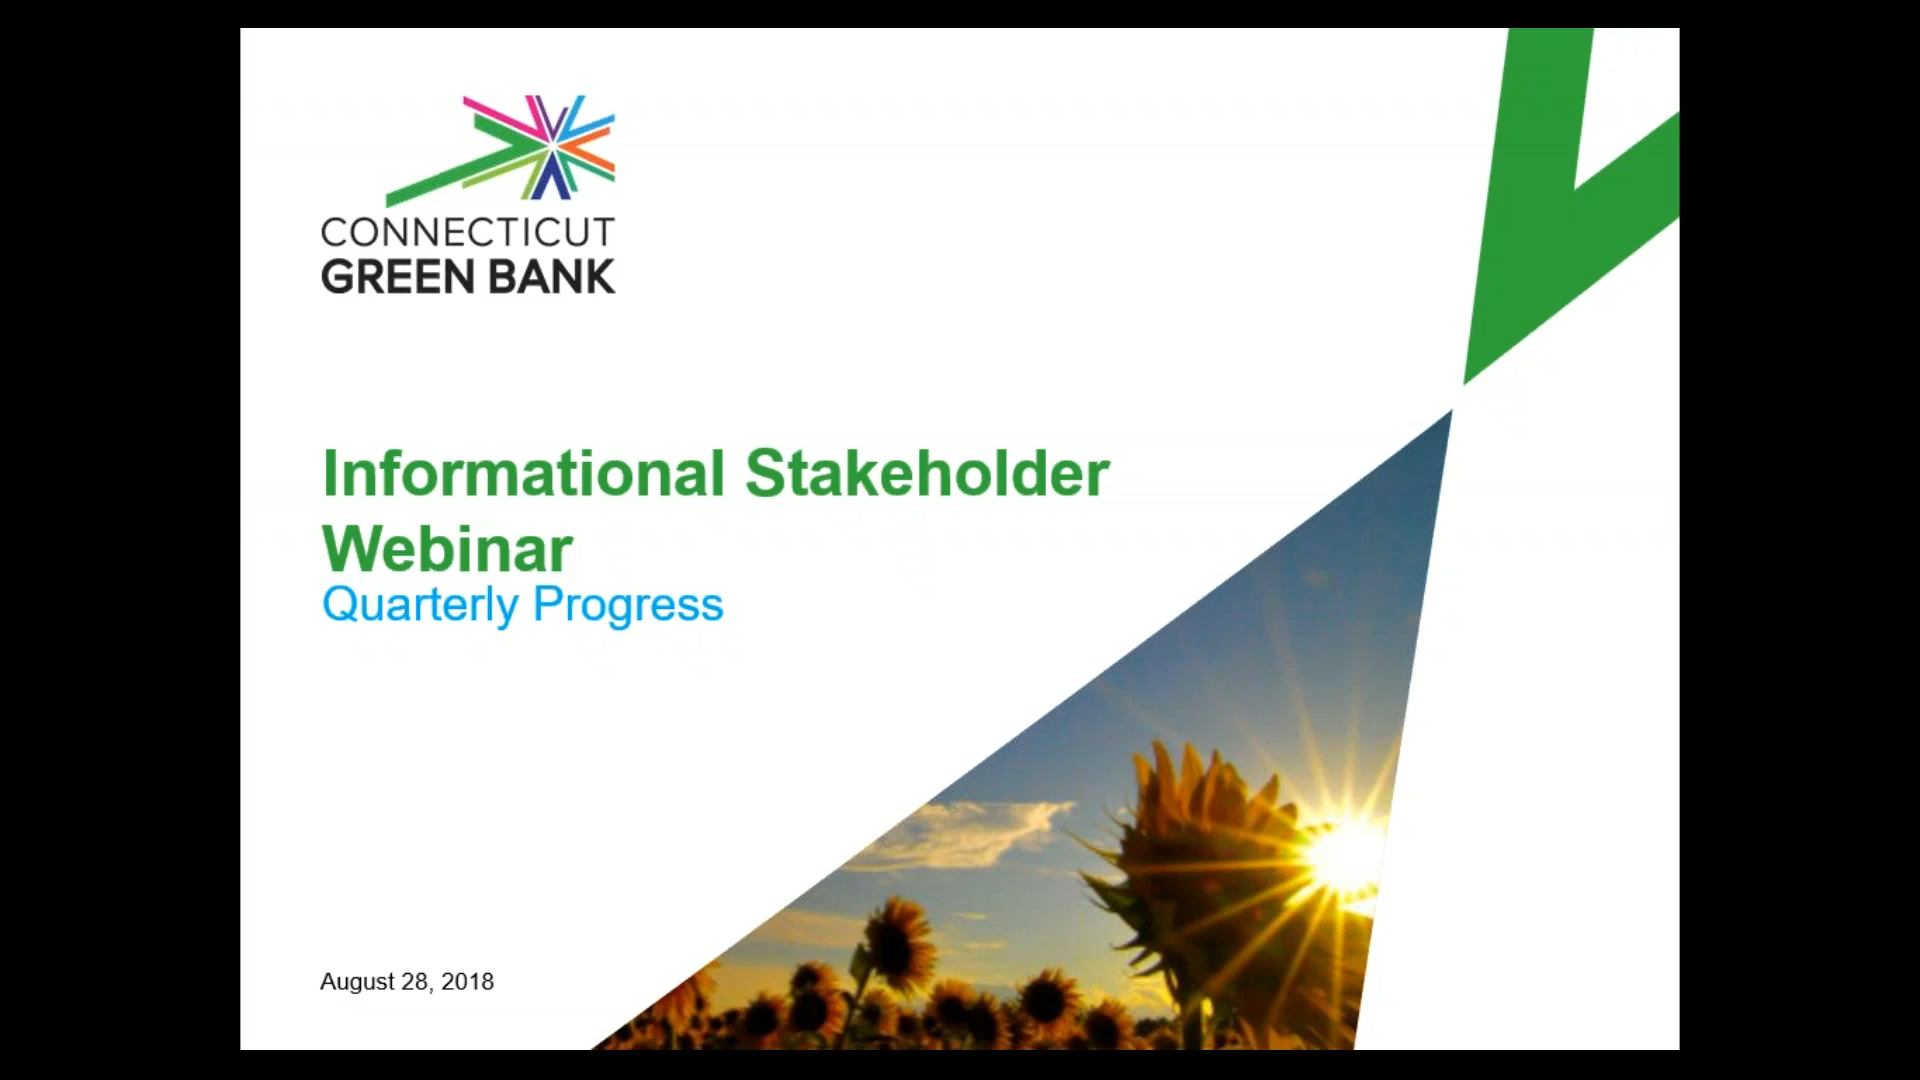 CONNECTICUT
GREEN BANK
Informational Stakeholder
Webinar
Quarterly Progress
August 28, 2018